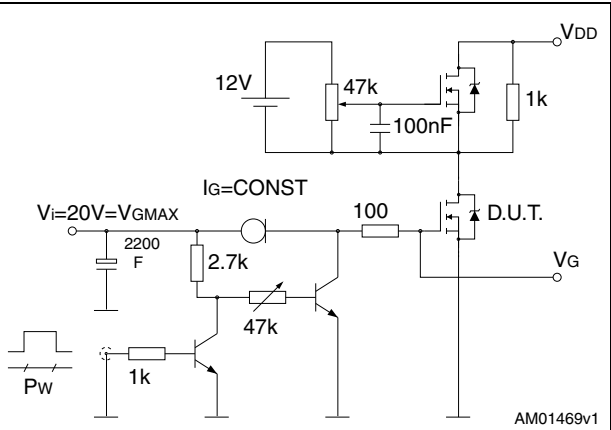 VDD
12V
47k
1k
100nF
IG=CONST
Vi=20V=VGMAX
100
D.U.T.
2200
F
2.7k
VG
47k
1k
PW
AM01469v1